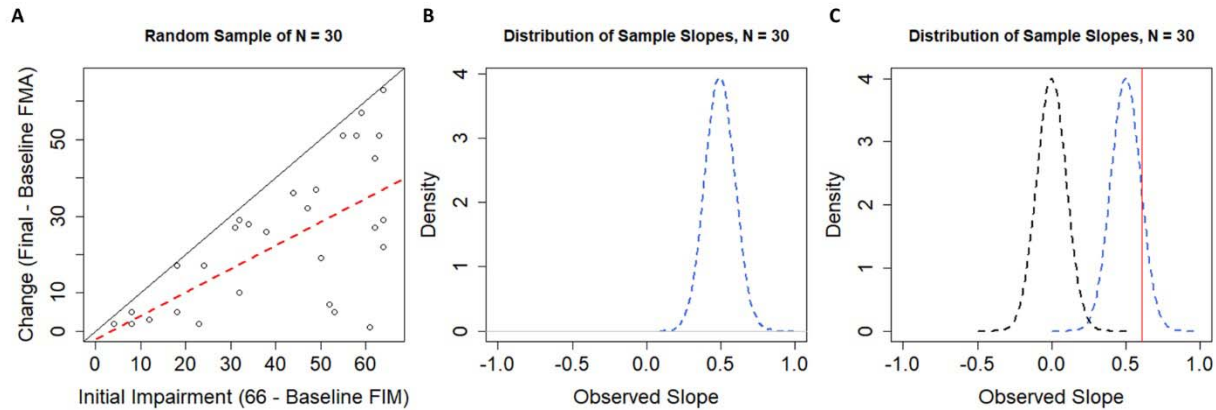 A
Random Sample of N = 30
Change (Final - Baseline FMA)
50
30
10
0
0 10 20 30 40 50 60
Initial Impairment (66 - Baseline FIM)
B
Distribution of Sample Slopes, N = 30
Density
4
3
2
1
0
-1.0 -0.5 0.0 0.5 1.0
Observed Slope
C
Distribution of Sample Slopes, N = 30
Density
4
3
2
1
0
-1.0 -0.5 0.0 0.5 1.0
Observed Slope